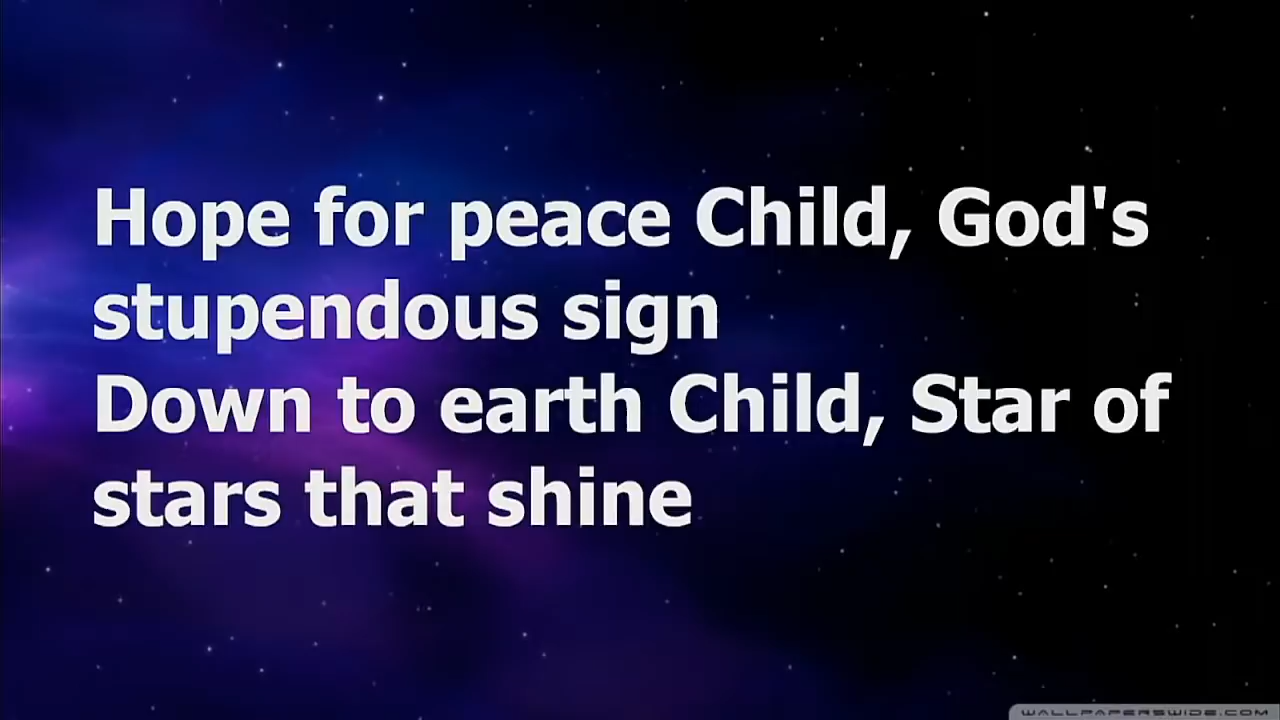 Hope for peace Child, God's
stupendous sign
Down to earth Child, Star of
stars that shine
WALLPAPERSWIDE.COM